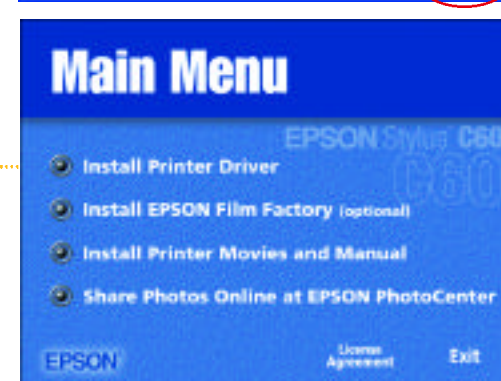 Main Menu
EPSON Stylus C60
C60
Install Printer Driver
Install EPSON Film Factory (optional)
Install Printer Movies and Manual
Share Photos Online at EPSON PhotoCenter
EPSON
License
Agreement
Exit